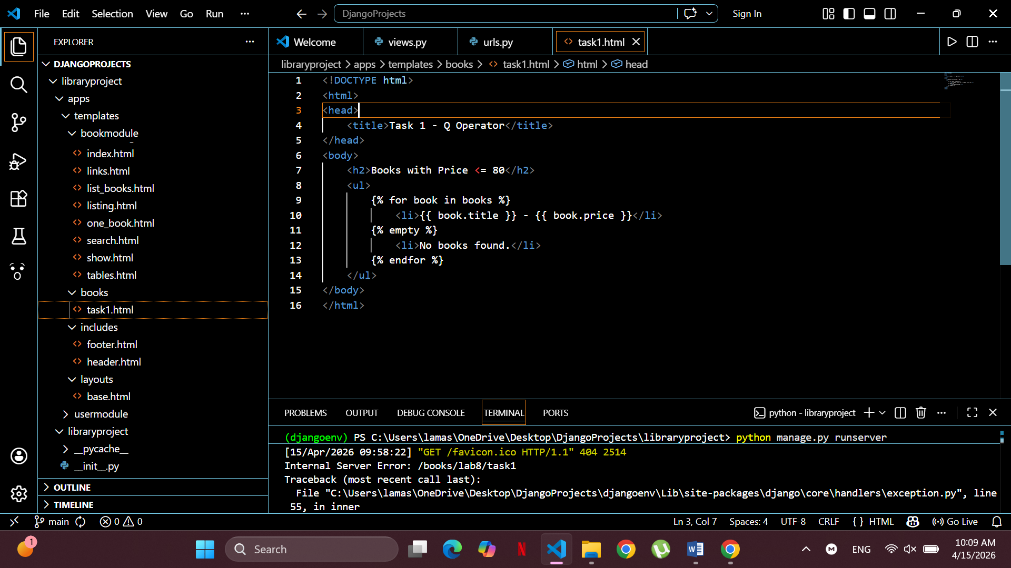 File Edit Selection View Go Run ··· DjangoProjects Sign In
EXPLORER ···
Welcome views.py urls.py task1.html
DJANGOPROJECTS
libraryproject > apps > templates > books > task1.html > html > head
libraryproject
apps
templates
bookmodule
index.html
links.html
list_books.html
listing.html
one_book.html
search.html
show.html
tables.html
books
task1.html
includes
footer.html
header.html
layouts
base.html
usermodule
libraryproject
__pycache__
__init__.py
OUTLINE
TIMELINE
1 <!DOCTYPE html>
2 <html>
3 <head>
4 <title>Task 1 - Q Operator</title>
5 </head>
6 <body>
7 <h2>Books with Price <= 80</h2>
8 <ul>
9 {% for book in books %}
10 <li>{{ book.title }} - {{ book.price }}</li>
11 {% empty %}
12 <li>No books found.</li>
13 {% endfor %}
14 </ul>
15 </body>
16 </html>
PROBLEMS OUTPUT DEBUG CONSOLE TERMINAL PORTS python - libraryproject
(djangoenv) PS C:\Users\lamas\OneDrive\Desktop\DjangoProjects\libraryproject> python manage.py runserver
[15/Apr/2026 09:58:22] "GET /favicon.ico HTTP/1.1" 404 2514
Internal Server Error: /books/lab8/task1
Traceback (most recent call last):
File "C:\Users\lamas\OneDrive\Desktop\DjangoProjects\djangoenv\Lib\site-packages\django\core\handlers\exception.py", line
55, in inner
main 0 0 Ln 3, Col 7 Spaces: 4 UTF 8 CRLF { } HTML Go Live
1 Search ENG 10:09 AM
4/15/2026